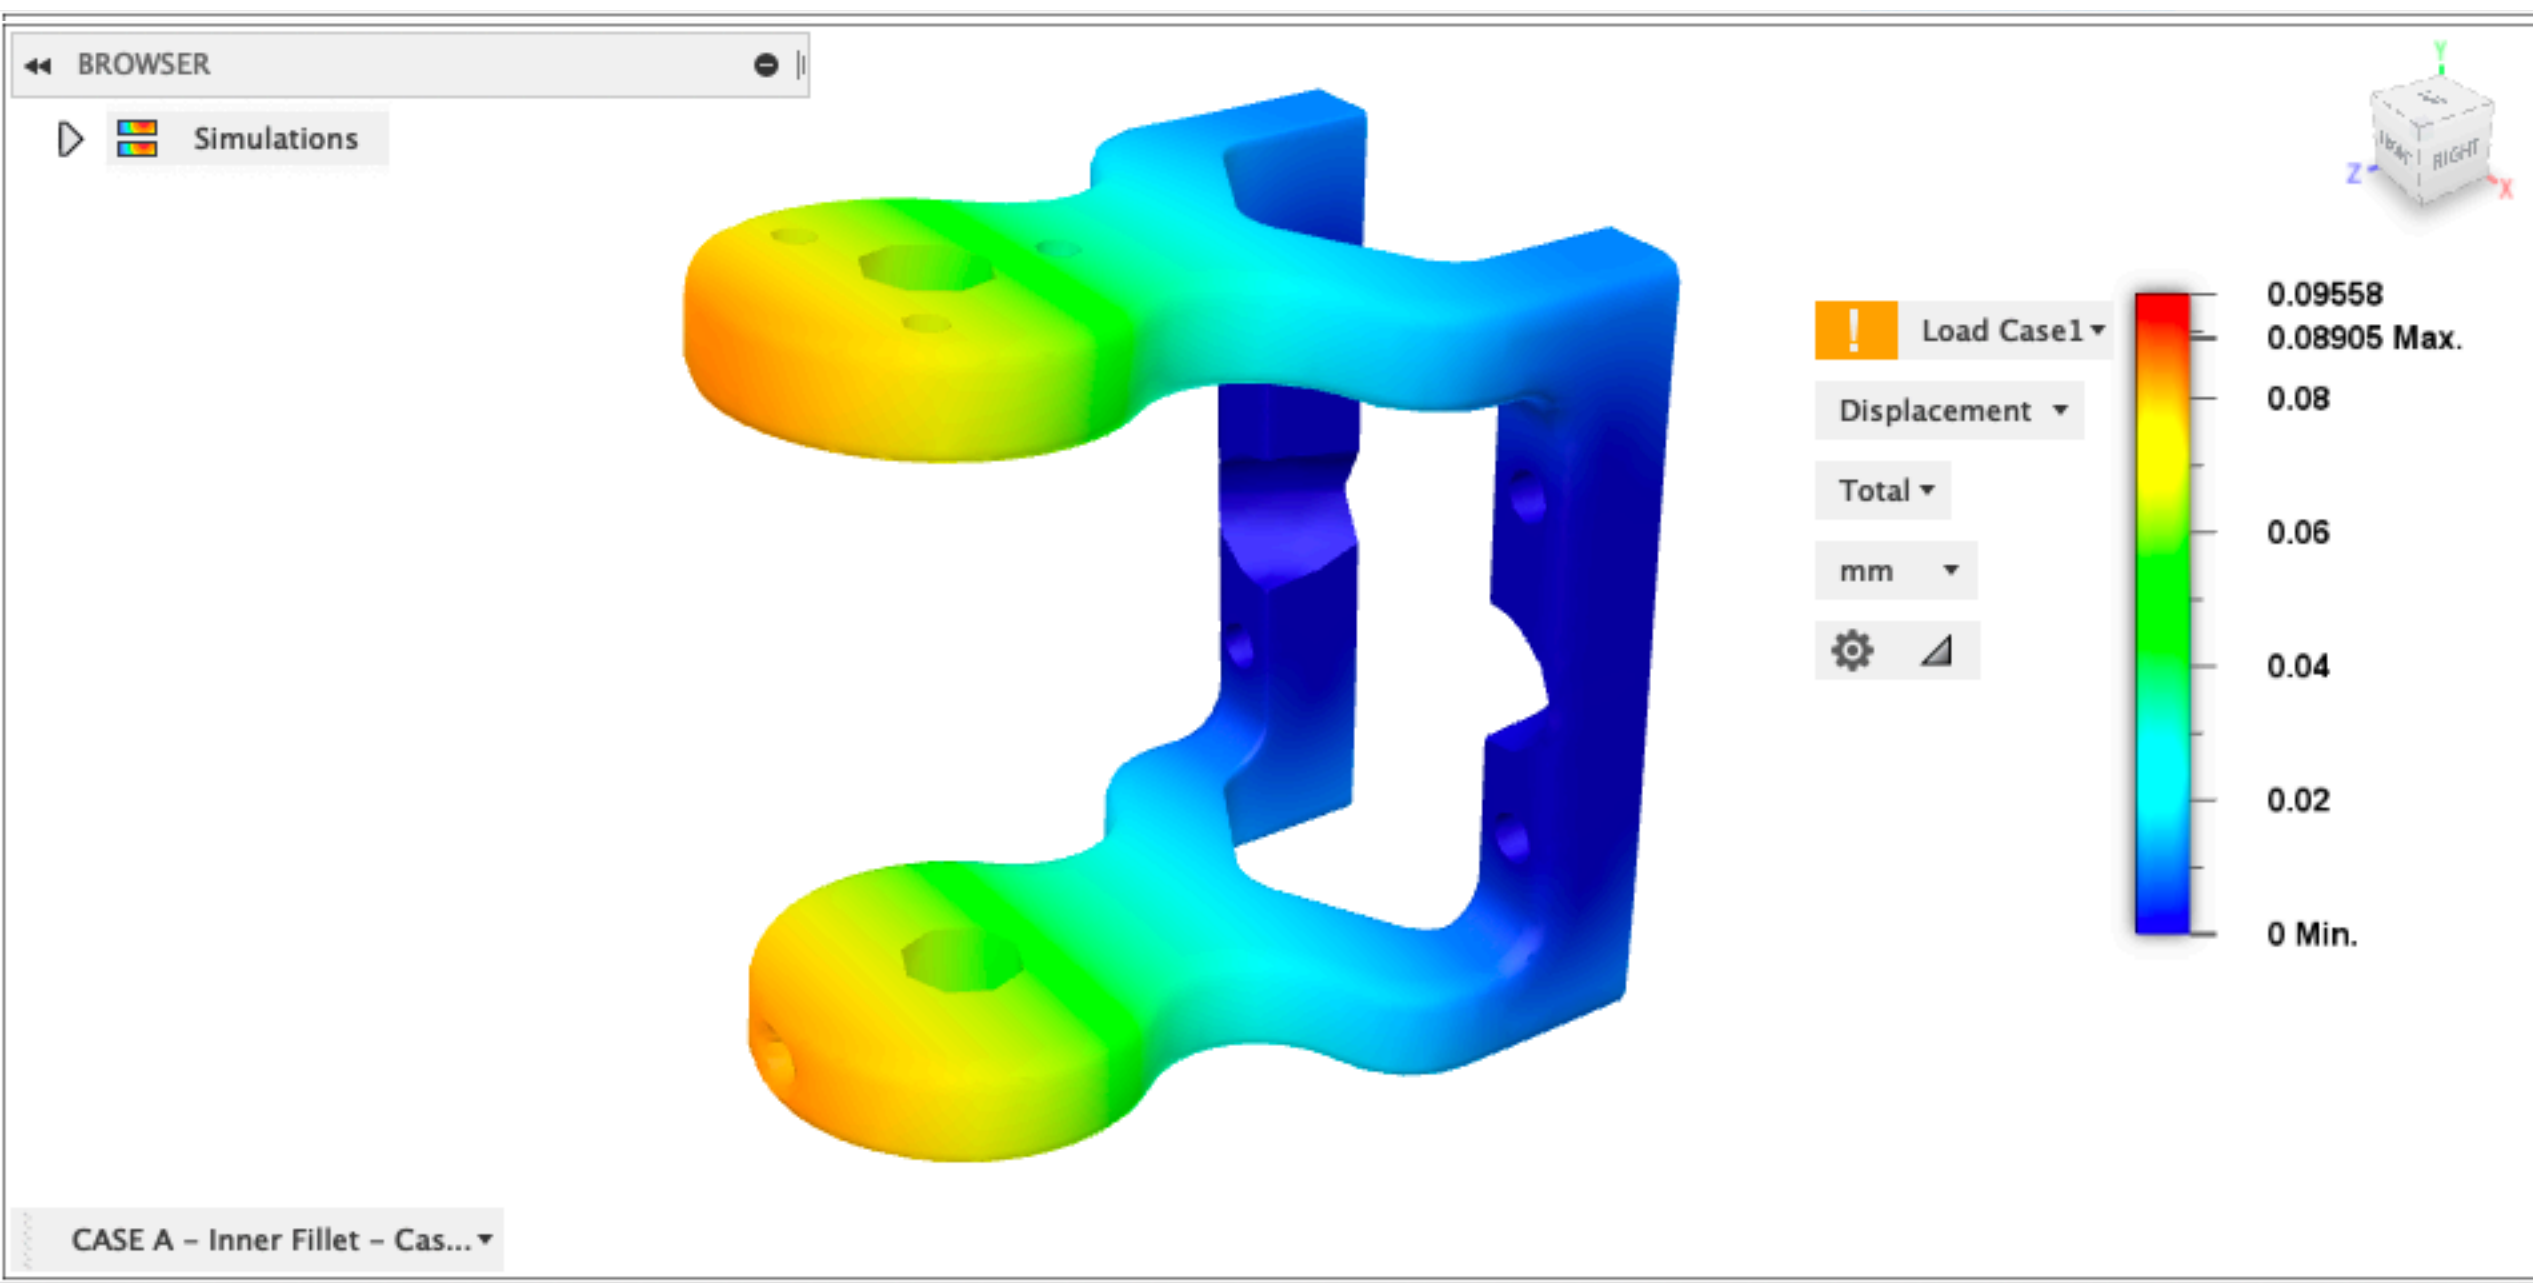 BROWSER
Simulations
Y
RIGHT
Z
X
0.09558
Load Case1
0.08905 Max.
0.08
Displacement
Total
0.06
mm
0.04
0.02
0 Min.
CASE A – Inner Fillet – Cas...